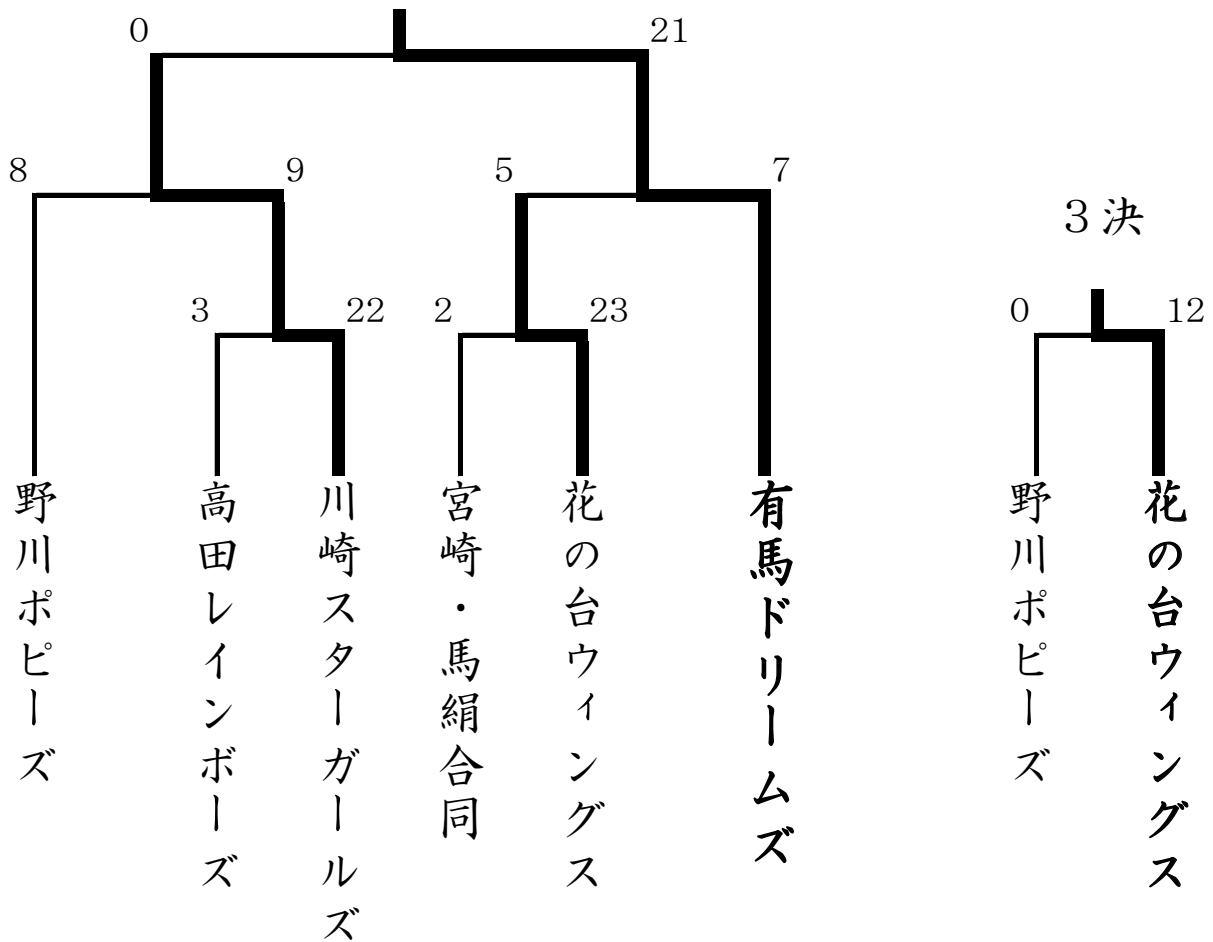 0
21
8
9
5
7
3決
3
22
2
23
0
12
野川ポピーズ
高田レインボーズ
川崎スターガールズ
宮崎・馬絹合同
花の台ウィングス
有馬ドリームズ
野川ポピーズ
花の台ウィングス